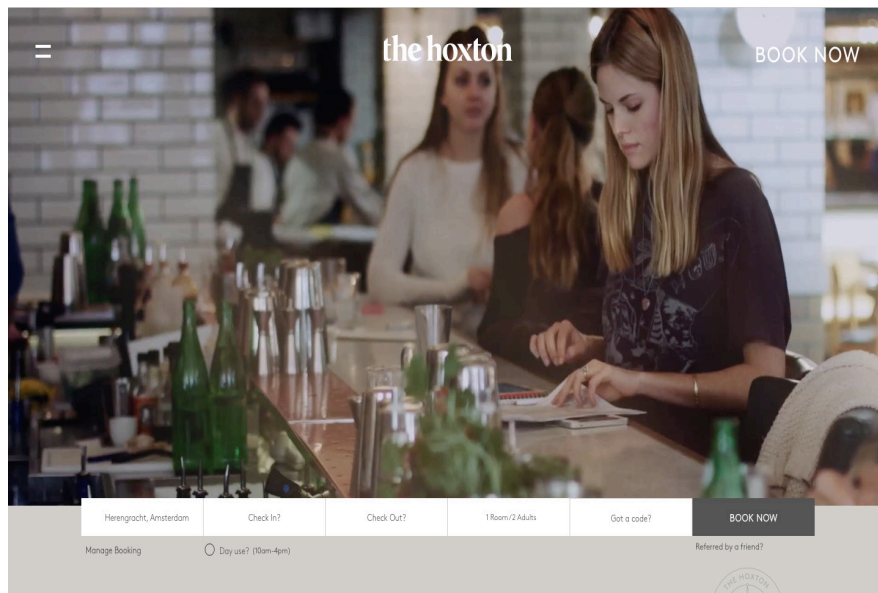 the hoxton
BOOK NOW
Herengracht, Amsterdam
Check In?
Check Out?
1 Room/2 Adults
Got a code?
BOOK NOW
Manage Booking
Day use? (10am-4pm)
Referred by a friend?
THE HOXTON